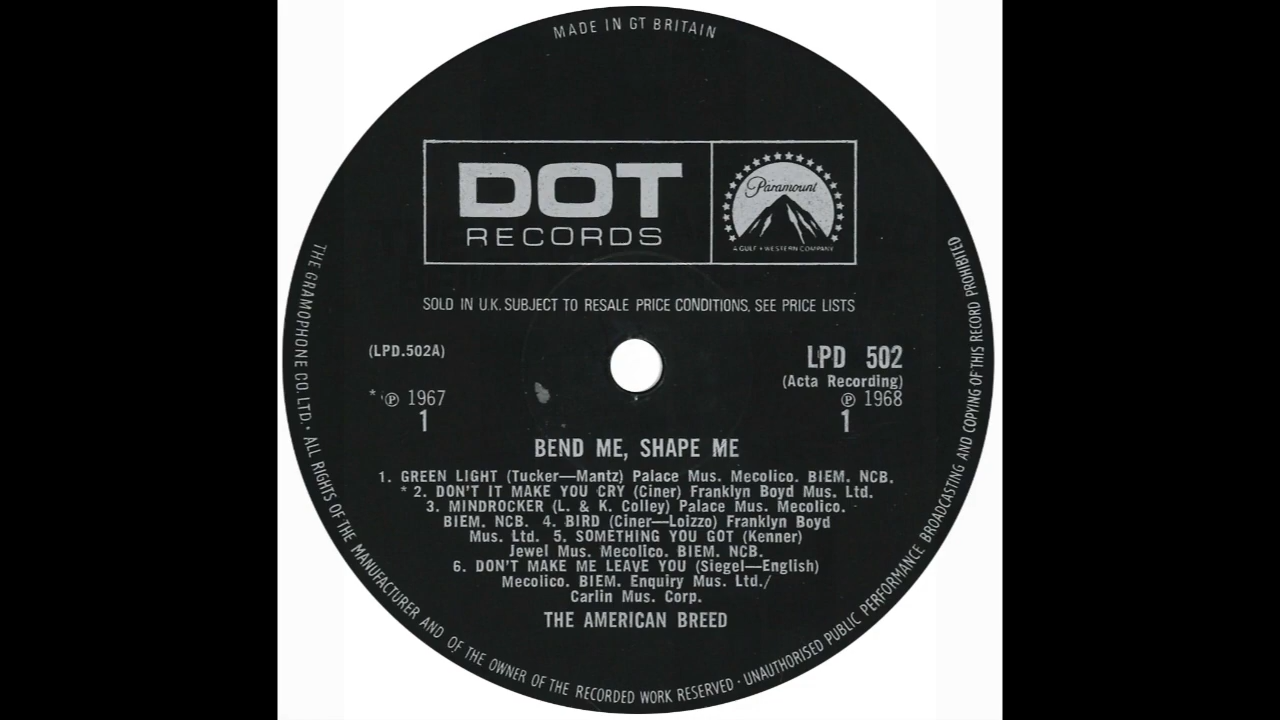 MADE IN GT BRITAIN
DOT
RECORDS
Paramount
A GULF + WESTERN COMPANY
SOLD IN U.K. SUBJECT TO RESALE PRICE CONDITIONS, SEE PRICE LISTS
(LPD.502A)
LPD 502
(Acta Recording)
* ℗ 1967
℗ 1968
1
1
BEND ME, SHAPE ME
1. GREEN LIGHT (Tucker—Mantz) Palace Mus. Mecolico. BIEM. NCB.
* 2. DON'T IT MAKE YOU CRY (Ciner) Franklyn Boyd Mus. Ltd.
3. MINDROCKER (L. & K. Colley) Palace Mus. Mecolico.
BIEM. NCB. 4. BIRD (Ciner—Loizzo) Franklyn Boyd
Mus. Ltd. 5. SOMETHING YOU GOT (Kenner)
Jewel Mus. Mecolico. BIEM. NCB.
6. DON'T MAKE ME LEAVE YOU (Siegel—English)
Mecolico. BIEM. Enquiry Mus. Ltd./
Carlin Mus. Corp.
THE AMERICAN BREED
THE GRAMOPHONE CO. LTD. · ALL RIGHTS OF THE MANUFACTURER AND OF THE OWNER OF THE RECORDED WORK RESERVED · UNAUTHORISED PUBLIC PERFORMANCE BROADCASTING AND COPYING OF THIS RECORD PROHIBITED